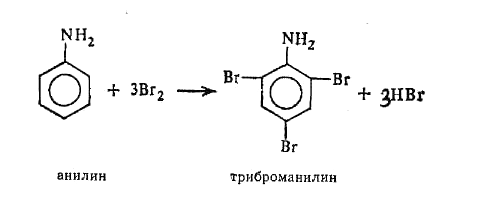 NH2 NH2
Br Br
+ 3Br2 + 3HBr
Br
анилин триброманилин